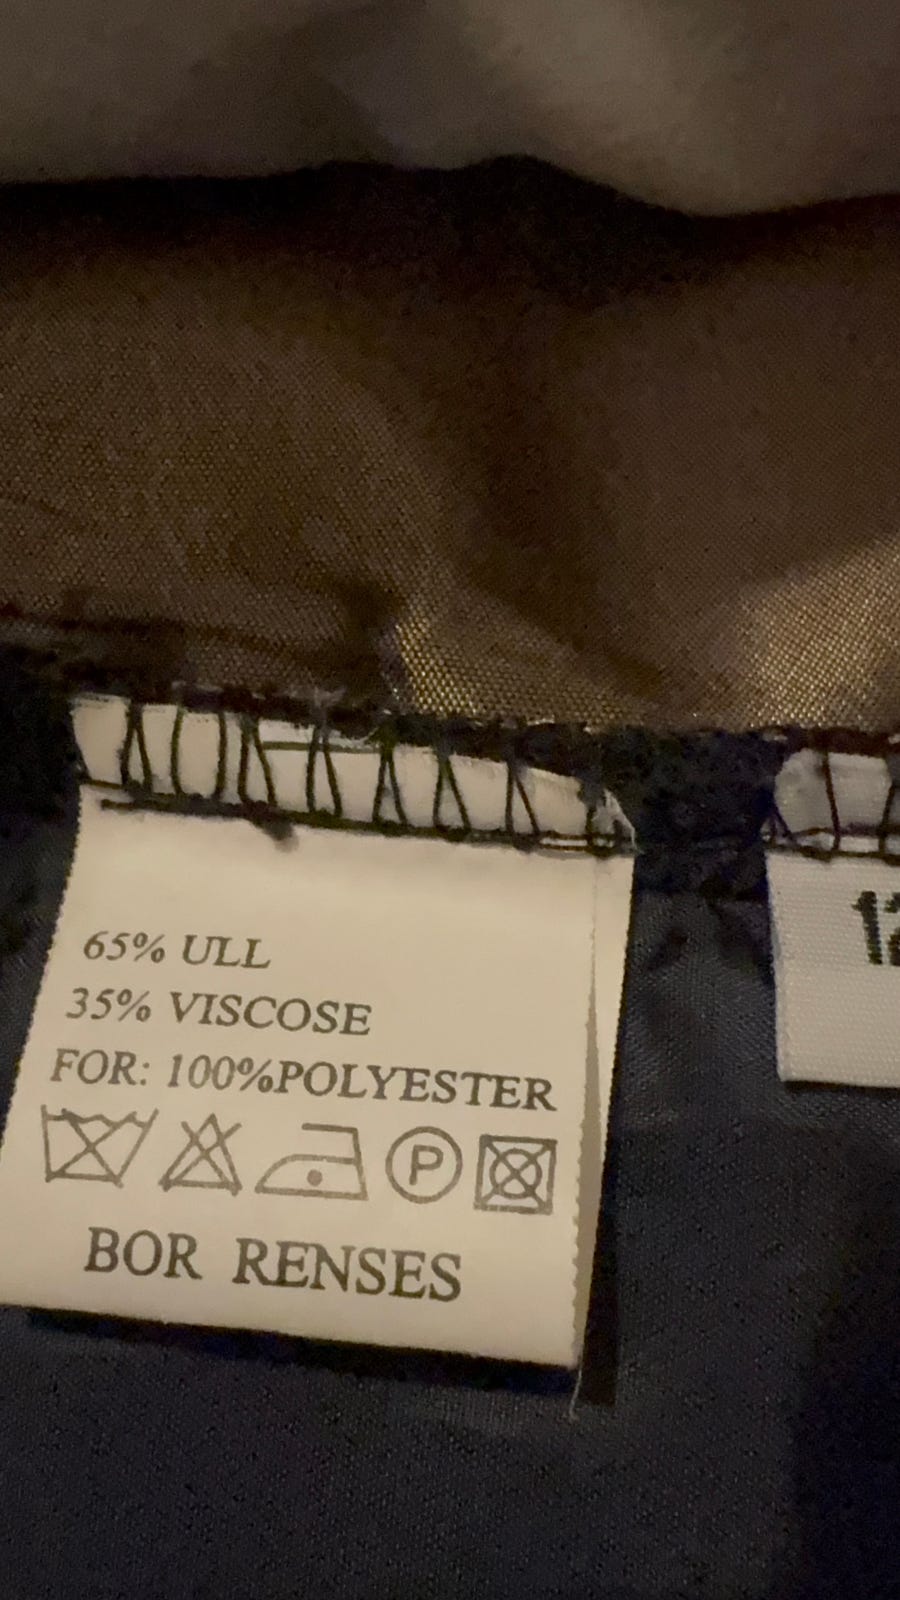 65% ULL
35% VISCOSE
FOR: 100%POLYESTER
P
BOR RENSES